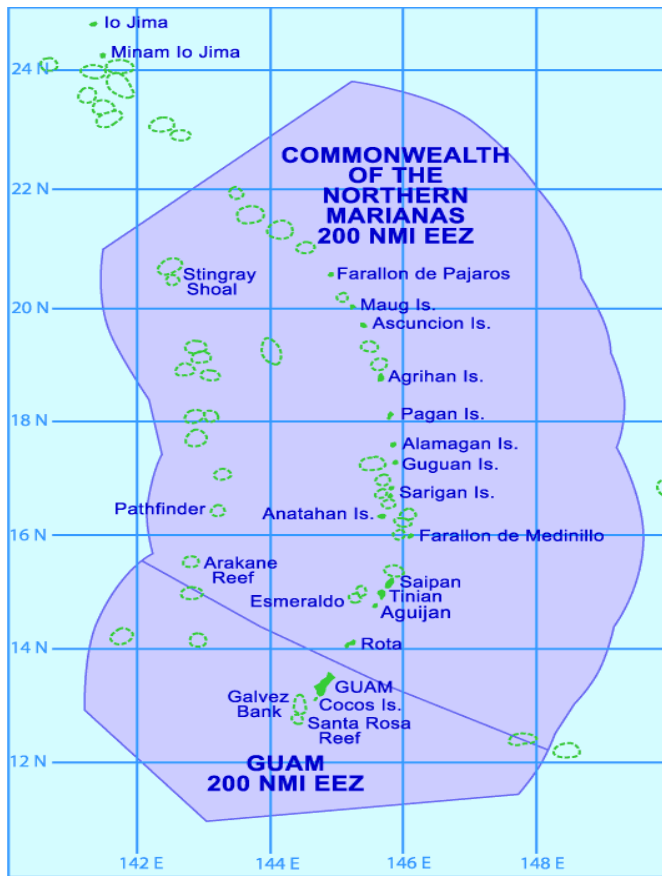 Io Jima
Minam Io Jima
24 N
COMMONWEALTH
OF THE
NORTHERN
MARIANAS
200 NMI EEZ
22 N
Stingray
Shoal
Farallon de Pajaros
20 N
Maug Is.
Ascuncion Is.
Agrihan Is.
18 N
Pagan Is.
Alamagan Is.
Guguan Is.
Sarigan Is.
Pathfinder
Anatahan Is.
16 N
Farallon de Medinillo
Arakane
Reef
Saipan
Esmeraldo
Tinian
Aguijan
14 N
Rota
GUAM
Galvez
Bank
Cocos Is.
Santa Rosa
Reef
12 N
GUAM
200 NMI EEZ
142 E
144 E
146 E
148 E